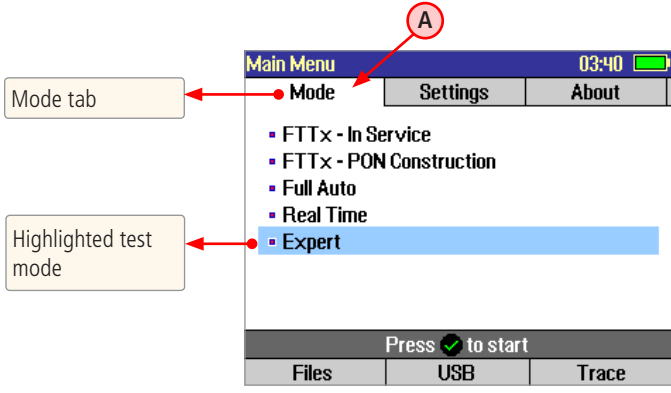 A
Main Menu 03:40
Mode Settings About
Mode tab
FTTx - In Service
FTTx - PON Construction
Full Auto
Real Time
Expert
Highlighted test
mode
Press to start
Files USB Trace